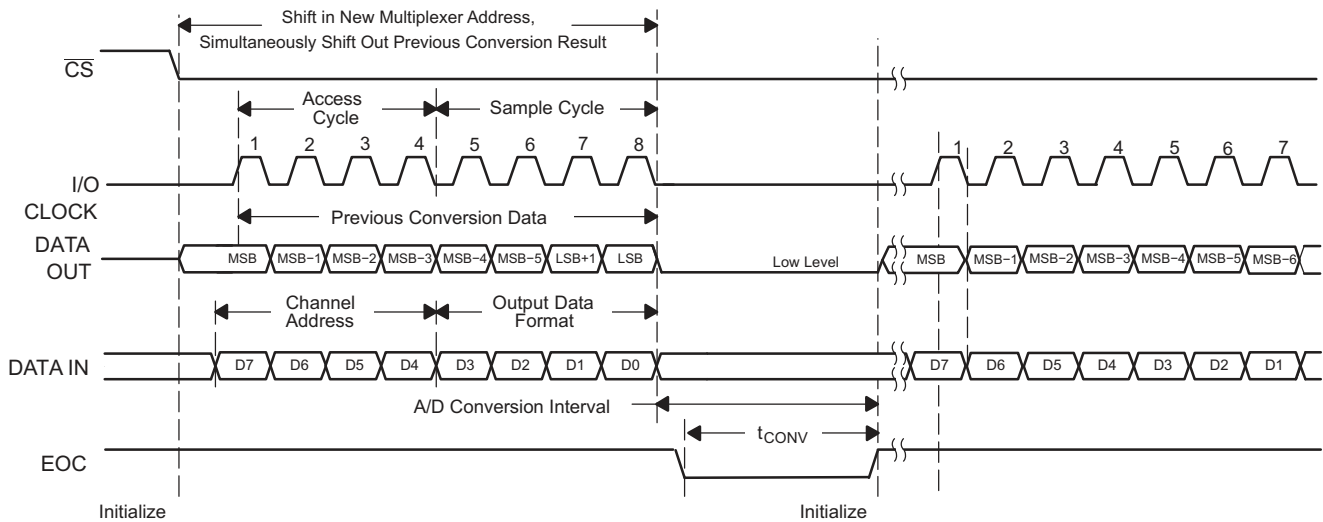 Shift in New Multiplexer Address,
Simultaneously Shift Out Previous Conversion Result
CS
Access
Cycle
Sample Cycle
1 2 3 4 5 6 7 8 1 2 3 4 5 6 7
I/O
CLOCK
Previous Conversion Data
DATA
OUT
MSB MSB−1 MSB−2 MSB−3 MSB−4 MSB−5 LSB+1 LSB Low Level MSB MSB−1 MSB−2 MSB−3 MSB−4 MSB−5 MSB−6
Channel
Address
Output Data
Format
DATA IN D7 D6 D5 D4 D3 D2 D1 D0 D7 D6 D5 D4 D3 D2 D1
A/D Conversion Interval
tCONV
EOC
Initialize Initialize